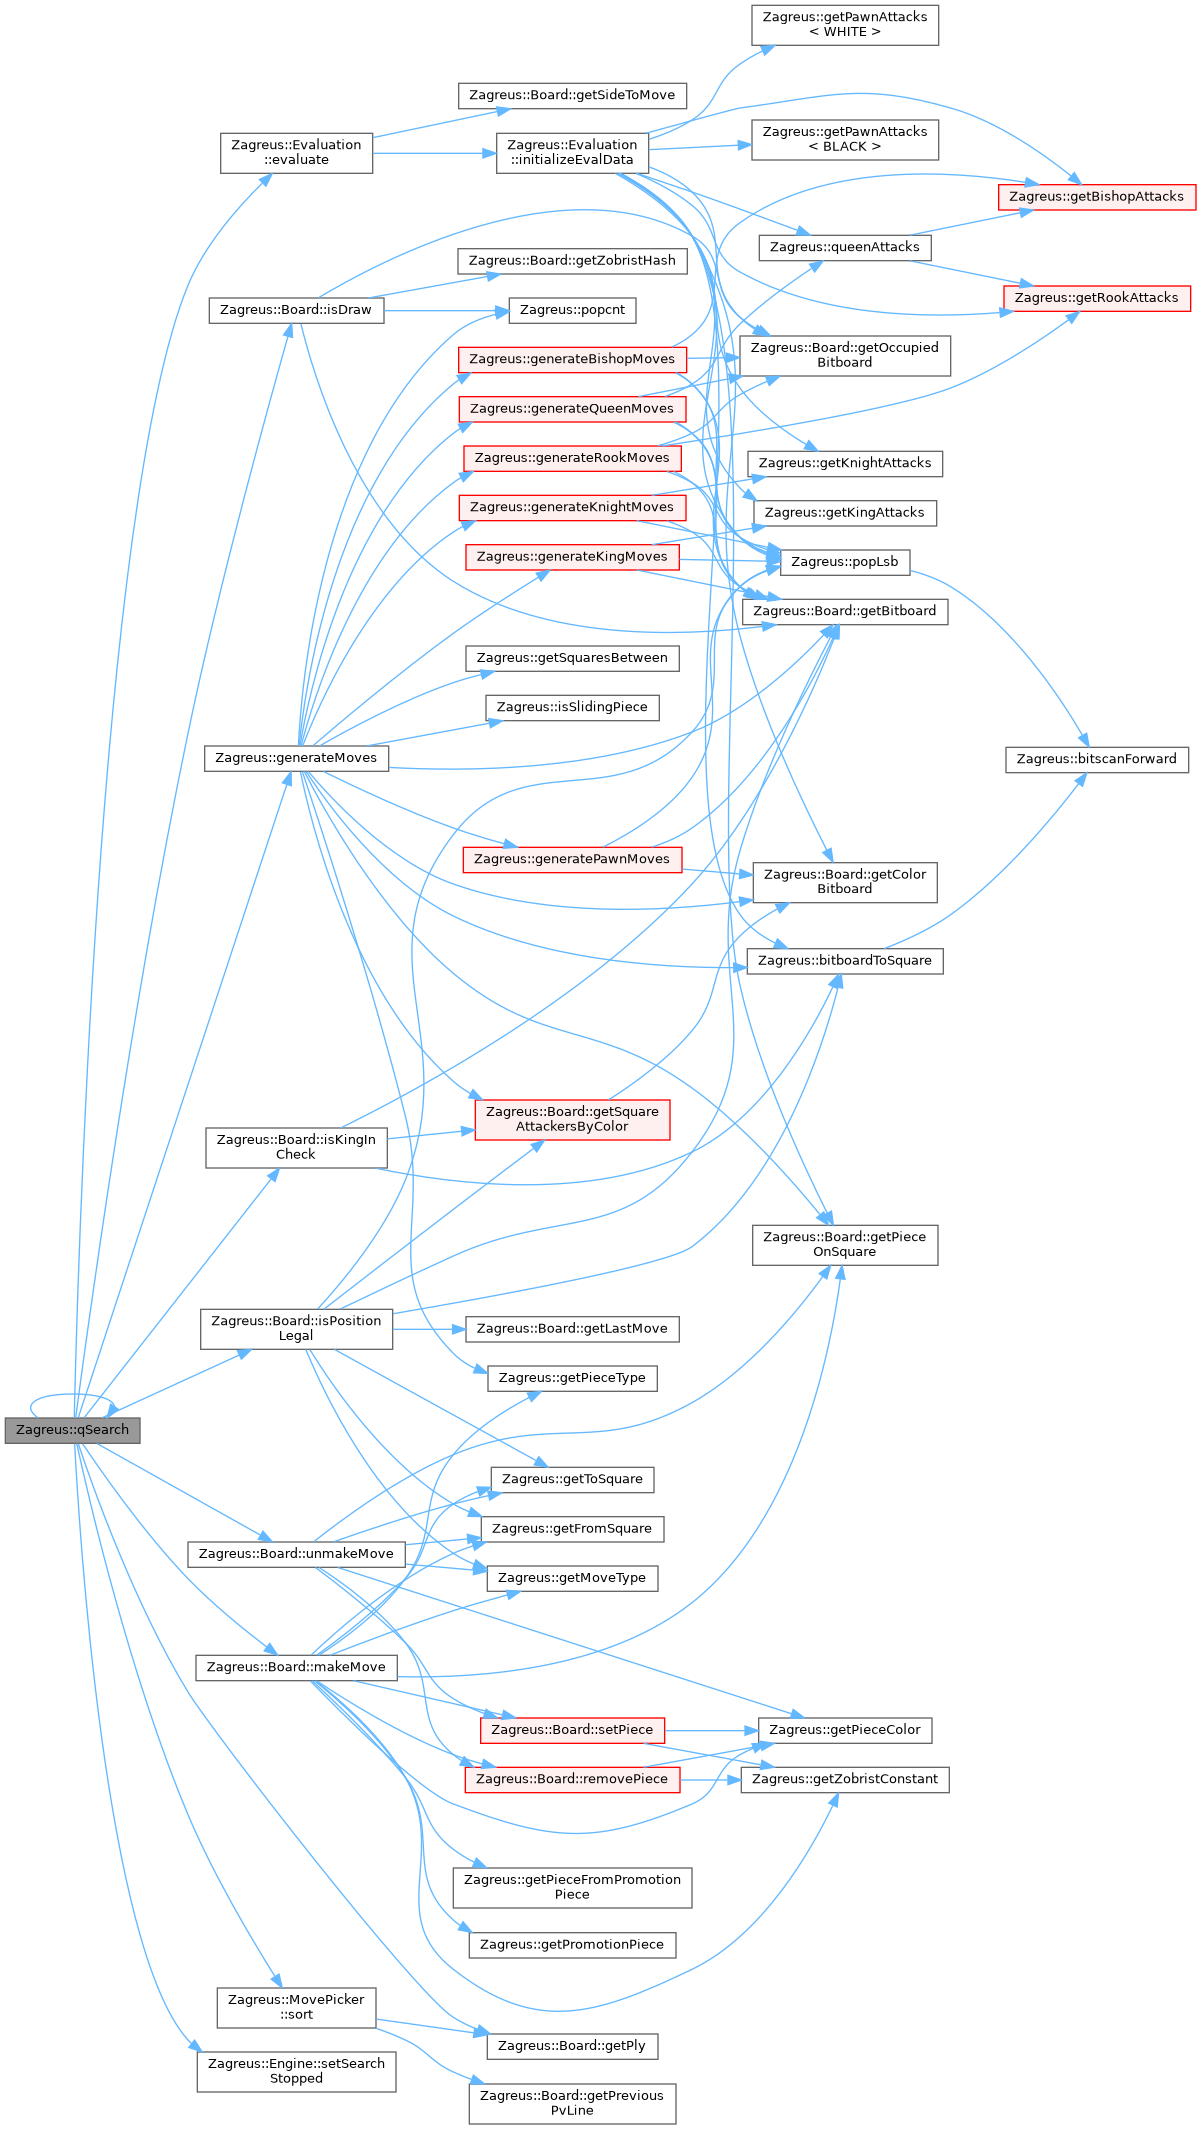 Zagreus::getPawnAttacks
< WHITE >
Zagreus::Board::getSideToMove
Zagreus::getPawnAttacks
< BLACK >
Zagreus::Evaluation
::evaluate
Zagreus::Evaluation
::initializeEvalData
Zagreus::getBishopAttacks
Zagreus::queenAttacks
Zagreus::Board::getZobristHash
Zagreus::getRookAttacks
Zagreus::Board::isDraw
Zagreus::popcnt
Zagreus::generateBishopMoves
Zagreus::Board::getOccupied
Bitboard
Zagreus::generateQueenMoves
Zagreus::generateRookMoves
Zagreus::getKnightAttacks
Zagreus::generateKnightMoves
Zagreus::getKingAttacks
Zagreus::generateKingMoves
Zagreus::popLsb
Zagreus::Board::getBitboard
Zagreus::getSquaresBetween
Zagreus::isSlidingPiece
Zagreus::generateMoves
Zagreus::bitscanForward
Zagreus::generatePawnMoves
Zagreus::Board::getColor
Bitboard
Zagreus::bitboardToSquare
Zagreus::Board::getSquare
AttackersByColor
Zagreus::Board::isKingIn
Check
Zagreus::Board::getPiece
OnSquare
Zagreus::Board::isPosition
Legal
Zagreus::Board::getLastMove
Zagreus::getPieceType
Zagreus::qSearch
Zagreus::getToSquare
Zagreus::getFromSquare
Zagreus::Board::unmakeMove
Zagreus::getMoveType
Zagreus::Board::makeMove
Zagreus::Board::setPiece
Zagreus::getPieceColor
Zagreus::Board::removePiece
Zagreus::getZobristConstant
Zagreus::getPieceFromPromotion
Piece
Zagreus::getPromotionPiece
Zagreus::MovePicker
::sort
Zagreus::Board::getPly
Zagreus::Engine::setSearch
Stopped
Zagreus::Board::getPrevious
PvLine